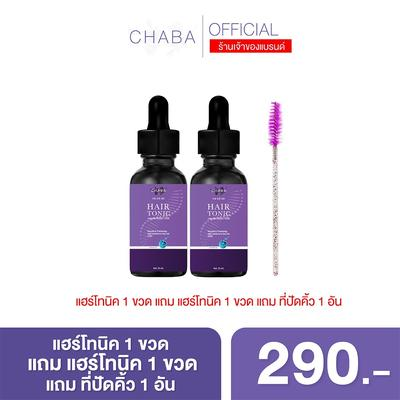 CHABA
OFFICIAL
ร้านเจ้าของแบรนด์
CHABA
HAIR
TONIC
CHABA
HAIR
TONIC
แฮร์โทนิค 1 ขวด แถม แฮร์โทนิค 1 ขวด แถม ที่ปัดคิ้ว 1 อัน
แฮร์โทนิค 1 ขวด
แถม แฮร์โทนิค 1 ขวด
แถม ที่ปัดคิ้ว 1 อัน
290.-